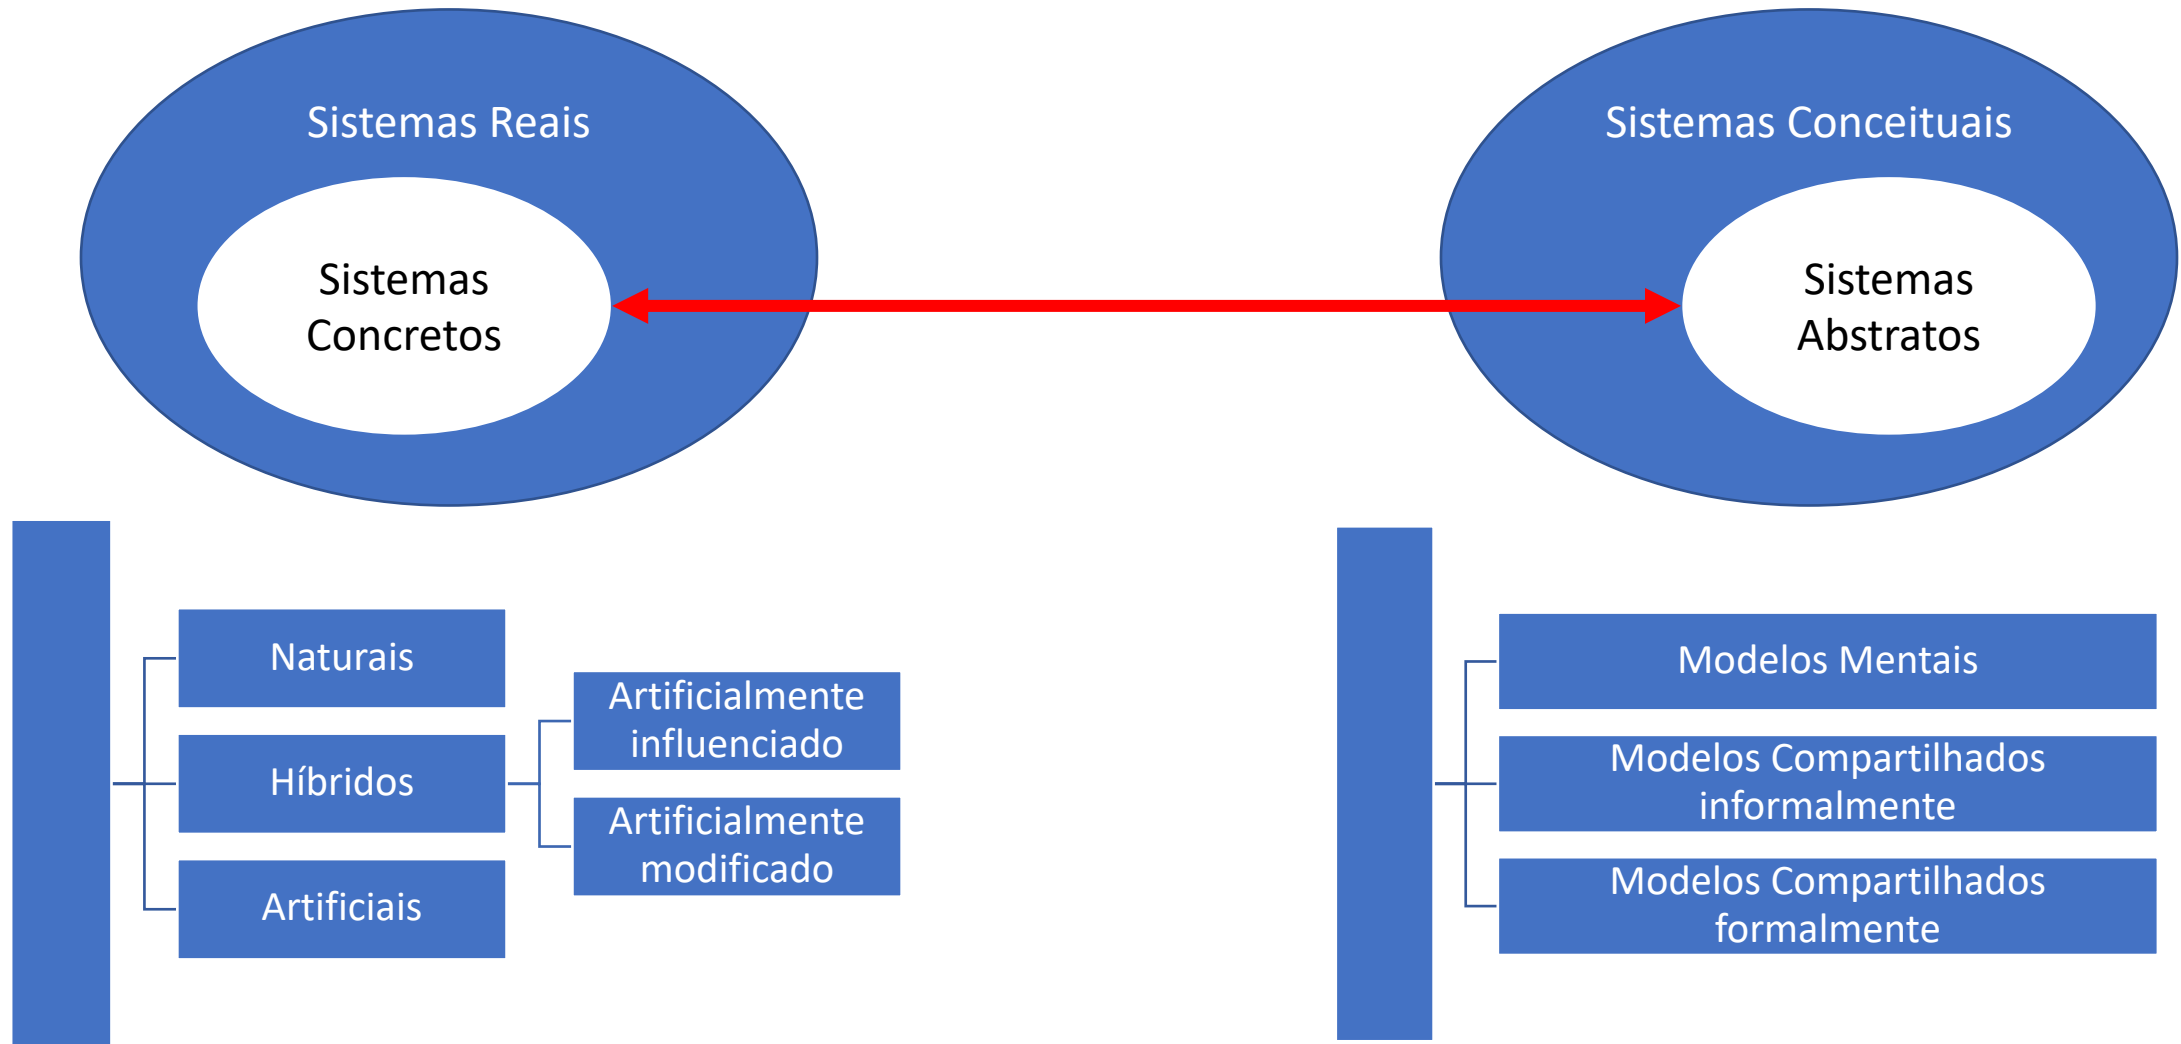 Sistemas Reais
Sistemas
Concretos
Sistemas Conceituais
Sistemas
Abstratos
Naturais
Híbridos
Artificiais
Artificialmente
influenciado
Artificialmente
modificado
Modelos Mentais
Modelos Compartilhados
informalmente
Modelos Compartilhados
formalmente